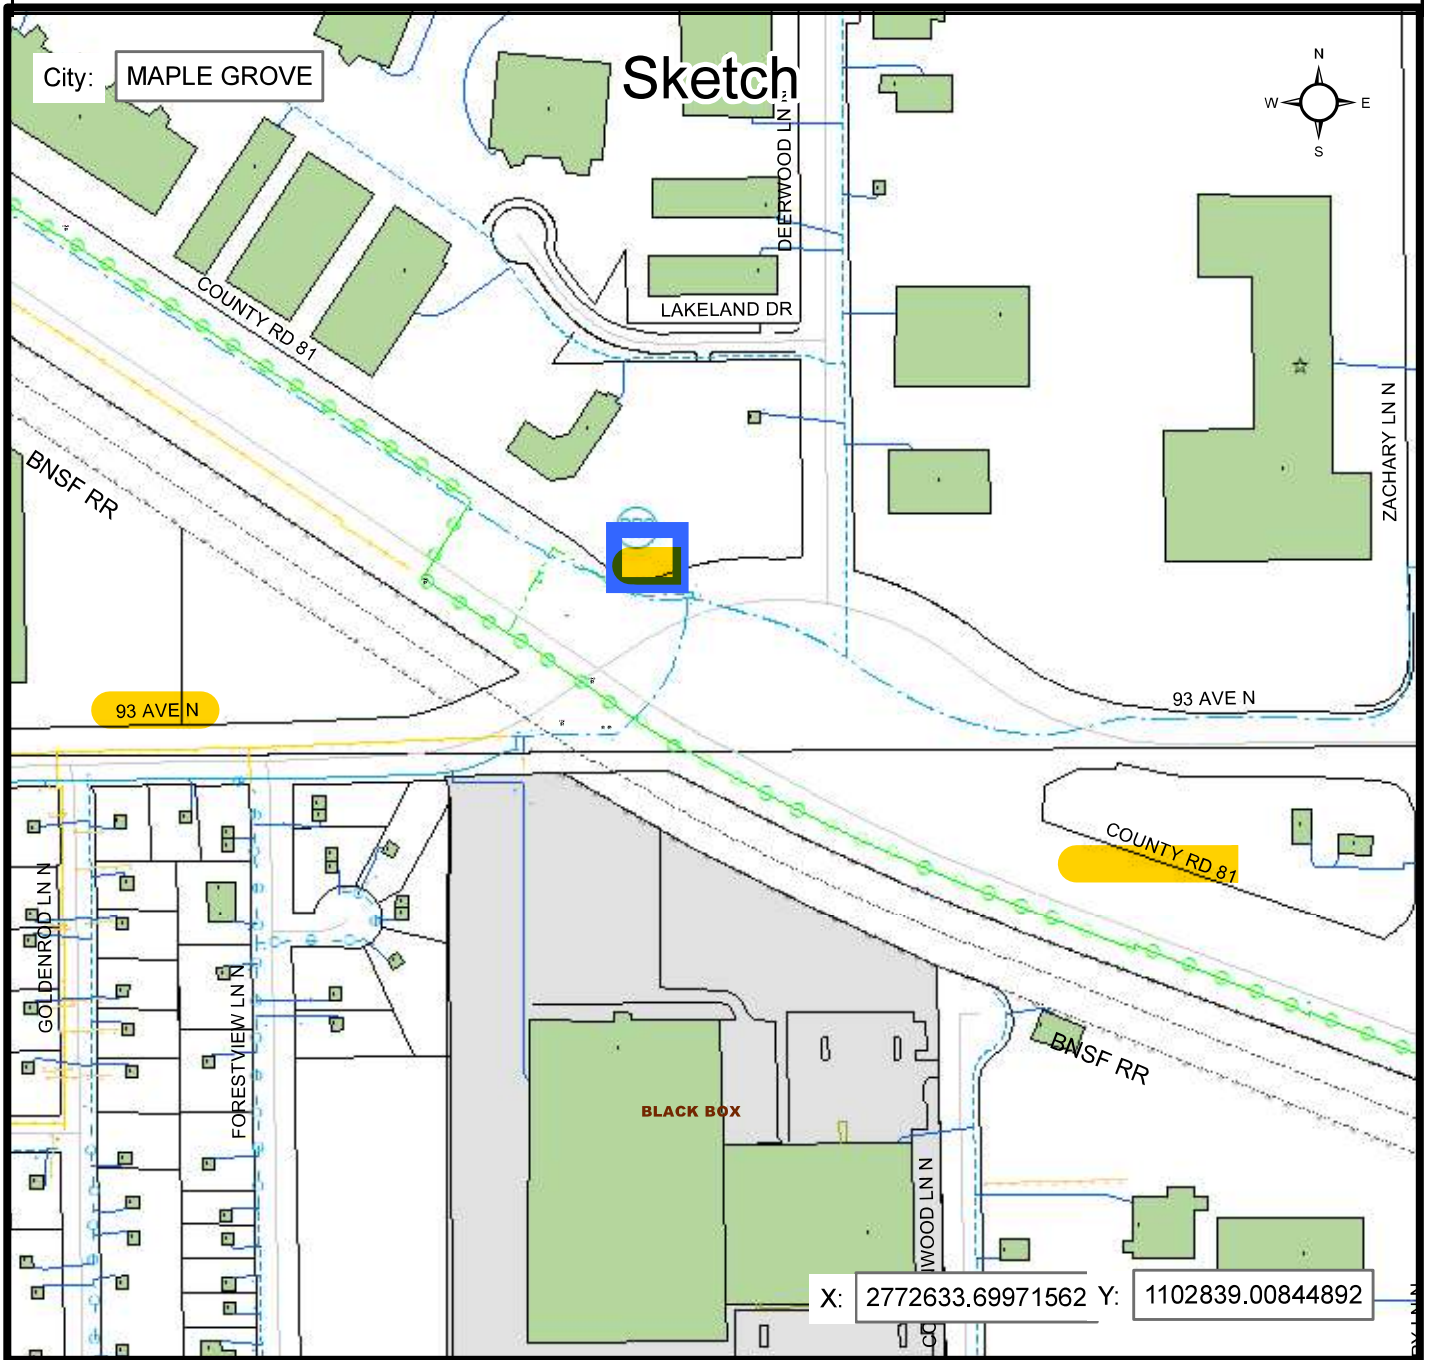 Sketch
City: MAPLE GROVE
N
W E
S
DEERWOOD LN N
LAKELAND DR
COUNTY RD 81
ZACHARY LN N
BNSF RR
93 AVE N
93 AVE N
COUNTY RD 81
GOLDENROD LN N
FORESTVIEW LN N
BNSF RR
BLACK BOX
WOOD LN N
X: 2772633.69971562 Y: 1102839.00844892